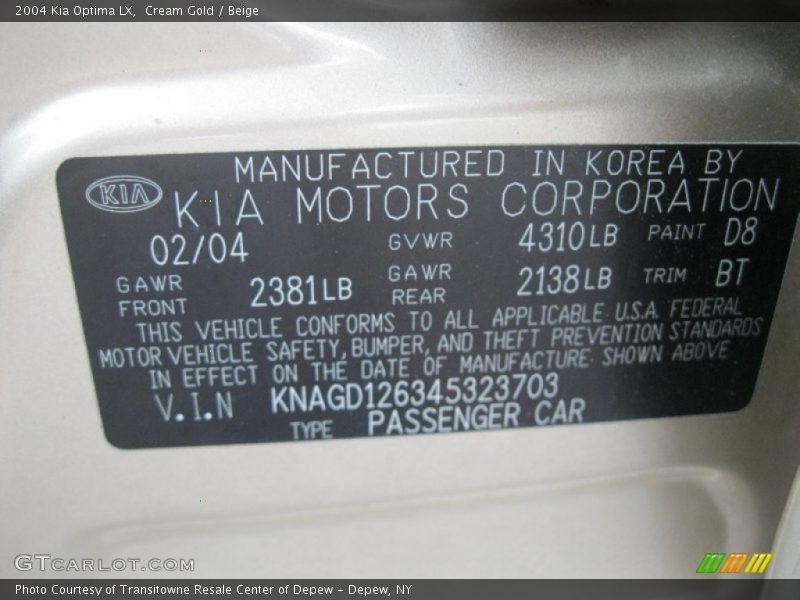 2004 Kia Optima LX,  Cream Gold / Beige
KIA
MANUFACTURED IN KOREA BY
KIA MOTORS CORPORATION
02/04 GVWR 4310LB PAINT D8
GAWR FRONT 2381LB GAWR REAR 2138LB TRIM BT
THIS VEHICLE CONFORMS TO ALL APPLICABLE U.S.A. FEDERAL
MOTOR VEHICLE SAFETY, BUMPER, AND THEFT PREVENTION STANDARDS
IN EFFECT ON THE DATE OF MANUFACTURE SHOWN ABOVE
V.I.N KNAGD126345323703
TYPE PASSENGER CAR
GTCARLOT.COM
Photo Courtesy of Transitowne Resale Center of Depew – Depew, NY